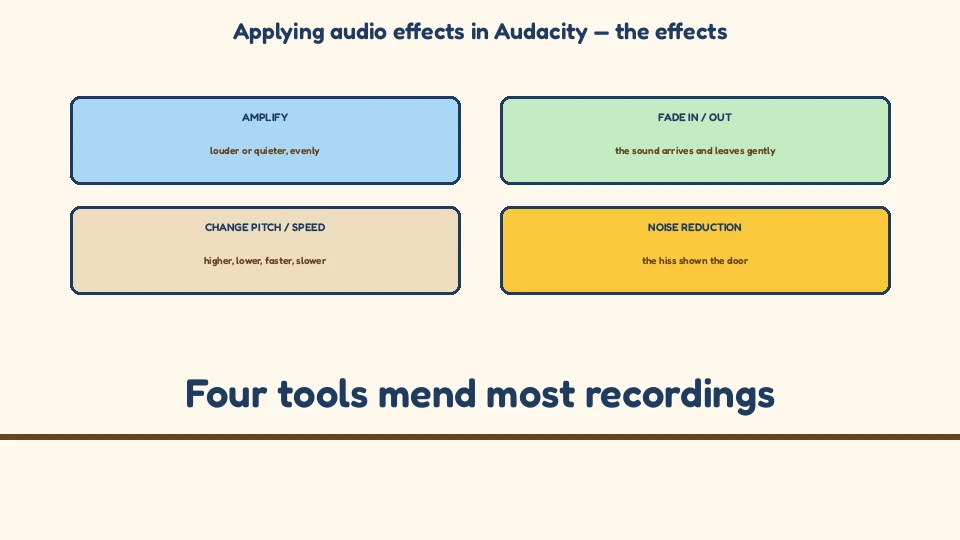 Applying audio effects in Audacity — the effects
AMPLIFY
louder or quieter, evenly
FADE IN / OUT
the sound arrives and leaves gently
CHANGE PITCH / SPEED
higher, lower, faster, slower
NOISE REDUCTION
the hiss shown the door
Four tools mend most recordings